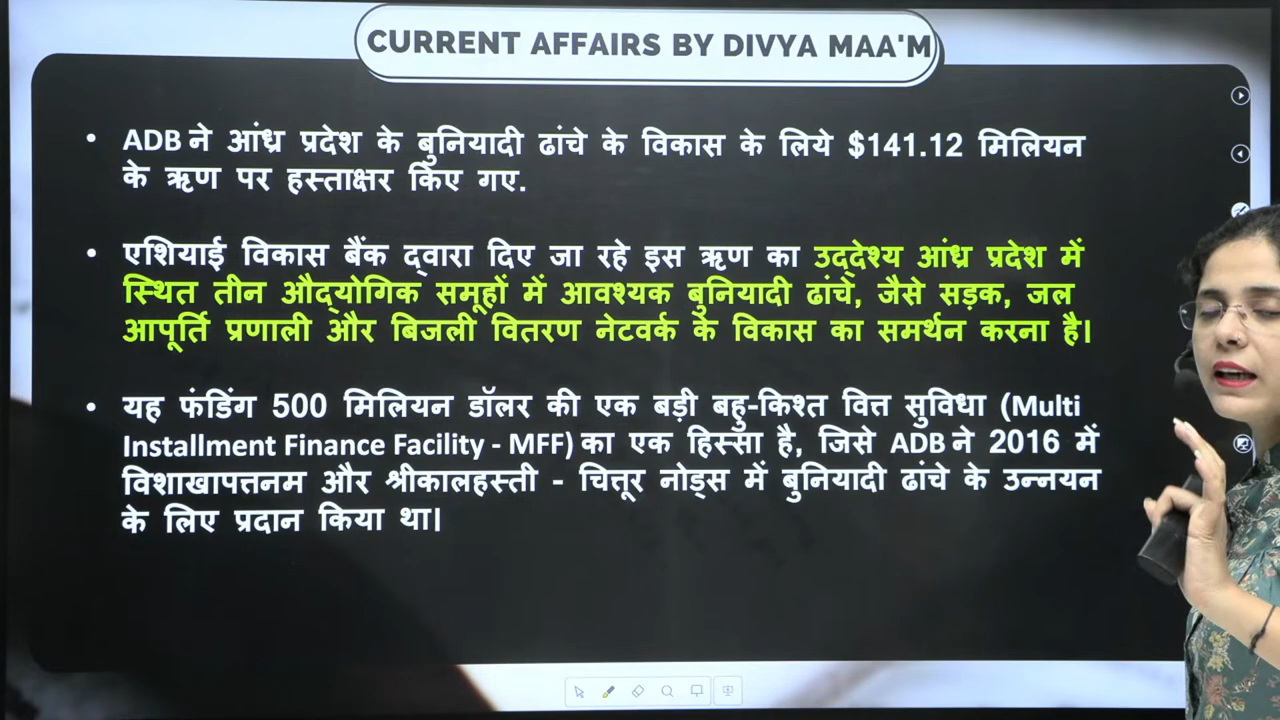 CURRENT AFFAIRS BY DIVYA MAA'M
• ADB ने आंध्र प्रदेश के बुनियादी ढांचे के विकास के लिये $141.12 मिलियन
के ऋण पर हस्ताक्षर किए गए.
• एशियाई विकास बैंक द्वारा दिए जा रहे इस ऋण का उद्देश्य आंध्र प्रदेश में
स्थित तीन औद्योगिक समूहों में आवश्यक बुनियादी ढांचे, जैसे सड़क, जल
आपूर्ति प्रणाली और बिजली वितरण नेटवर्क के विकास का समर्थन करना है।
• यह फंडिंग 500 मिलियन डॉलर की एक बड़ी बहु-किश्त वित्त सुविधा (Multi
Installment Finance Facility - MFF) का एक हिस्सा है, जिसे ADB ने 2016 में
विशाखापत्तनम और श्रीकालहस्ती - चित्तूर नोड्स में बुनियादी ढांचे के उन्नयन
के लिए प्रदान किया था।